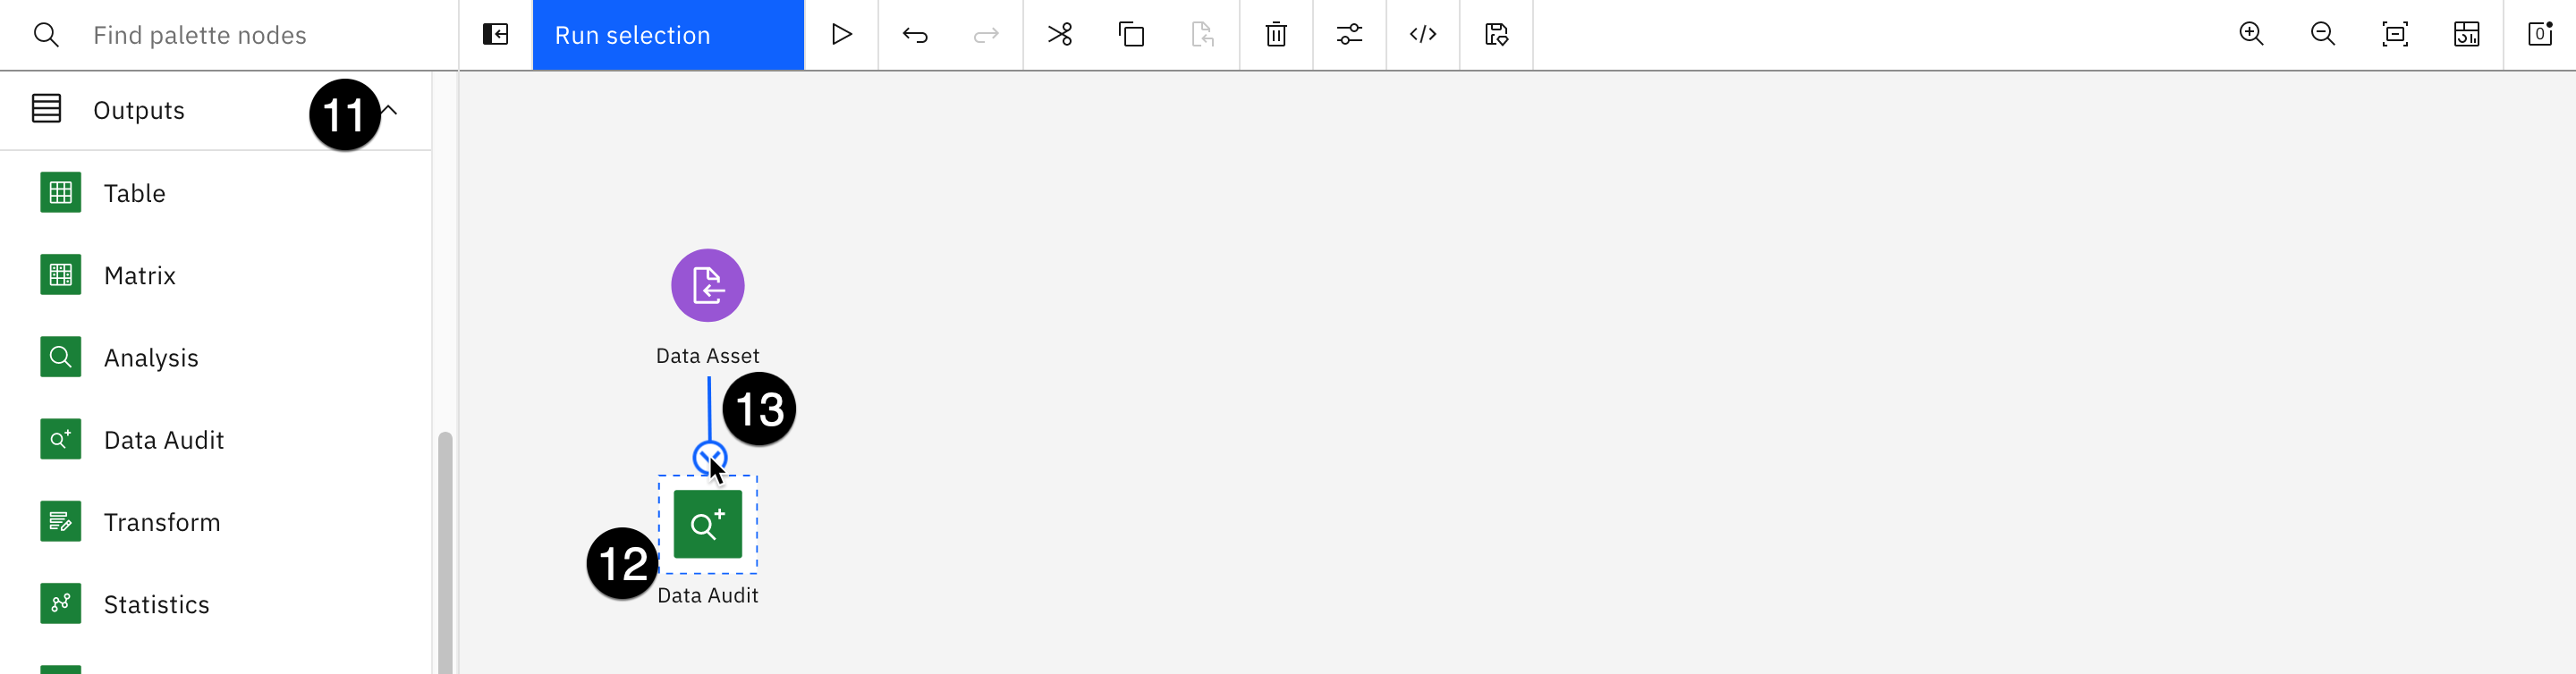 Find palette nodes
Run selection
Outputs
11
Table
Matrix
Analysis
Data Audit
Transform
Statistics
Data Asset
13
12
Data Audit